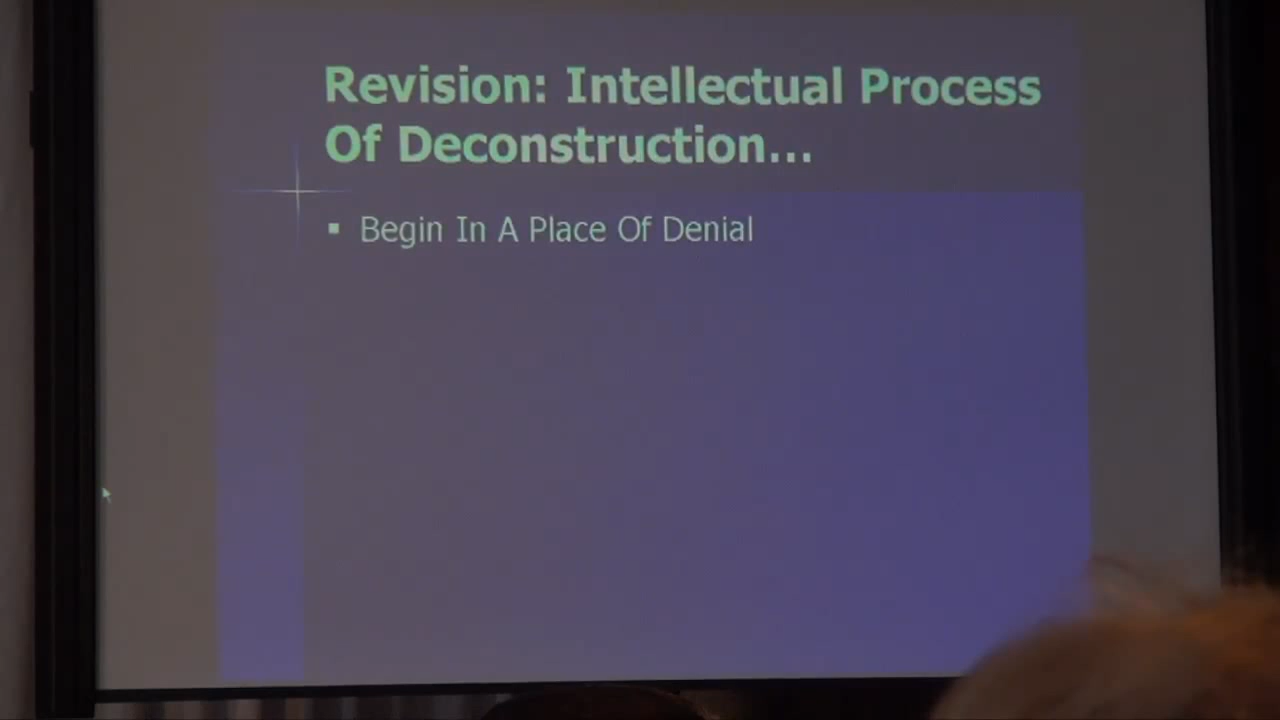 Revision: Intellectual Process
Of Deconstruction...
▪ Begin In A Place Of Denial